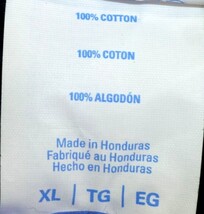 100% COTTON
100% COTON
100% ALGODÓN
Made in Honduras
Fabriqué au Honduras
Hecho en Honduras
XL | TG | EG